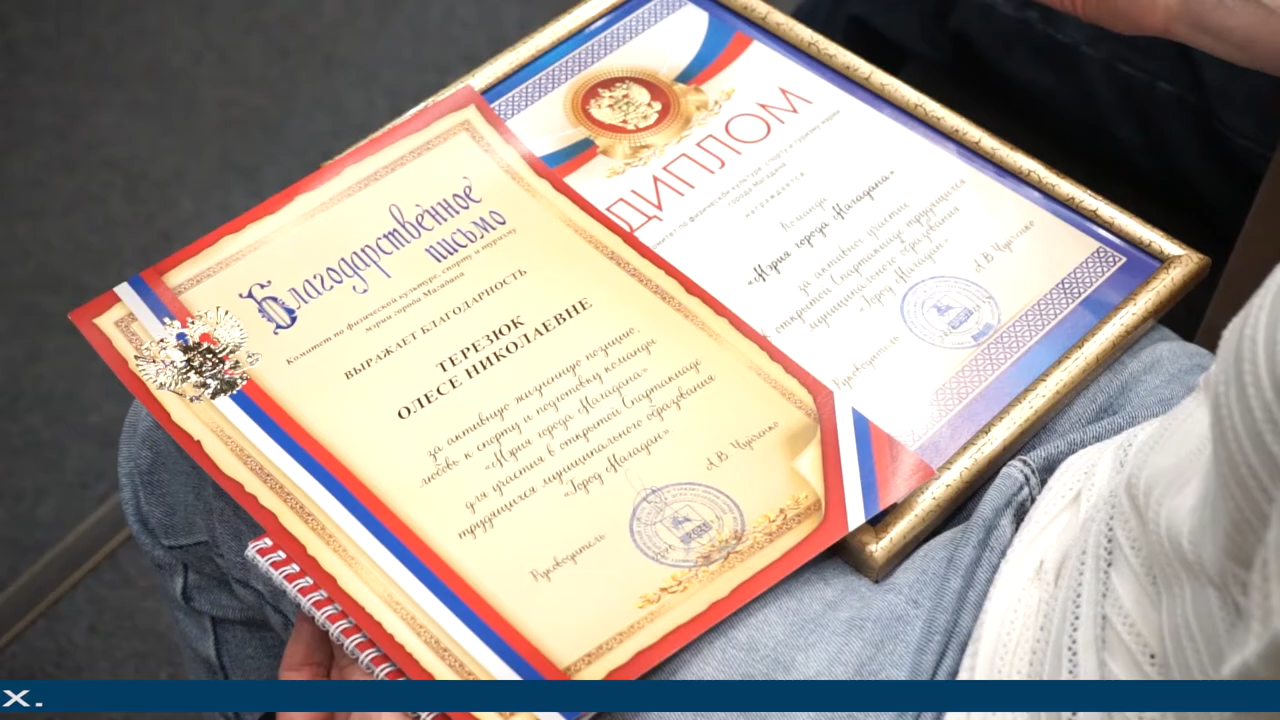 Благодарственное
письмо
Комитет по физической культуре, спорту и туризму
мэрии города Магадана
ВЫРАЖАЕТ БЛАГОДАРНОСТЬ
ТЕРЕЗЮК
ОЛЕСЕ НИКОЛАЕВНЕ
за активную жизненную позицию,
любовь к спорту и подготовку команды
«Мэрия города Магадана»
для участия в открытой Спартакиаде
трудящихся муниципального образования
«Город Магадан».
Руководитель
ДИПЛОМ
комитет по физической культуре, спорту и туризму мэрии
города Магадана
награждается
Команда
«Мэрия города Магадана»
за активное участие
в открытой Спартакиаде трудящихся
муниципального образования
«Город Магадан»
Руководитель
Х.